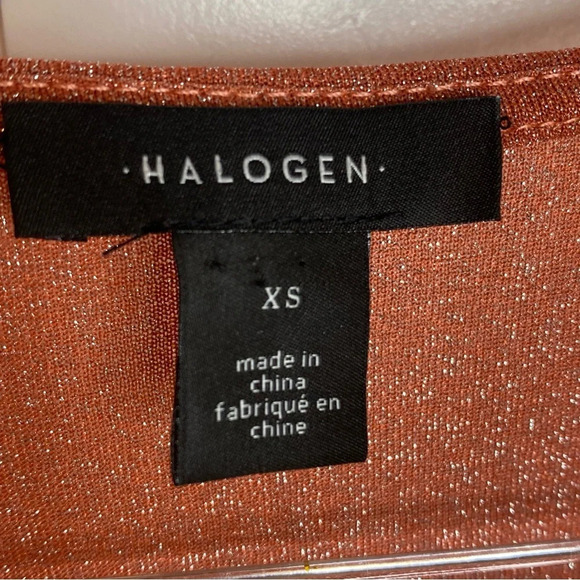 ·HALOGEN·
XS
made in
china
fabriqué en
chine